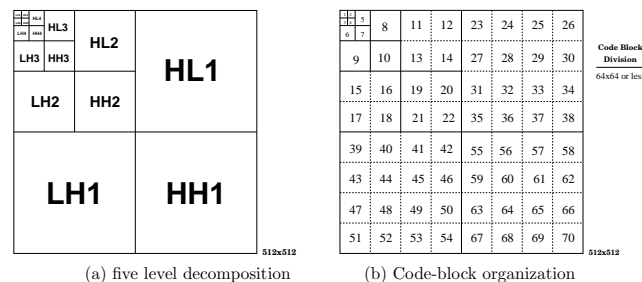 HL4
LH4 HH4
HL3
LH3 HH3
HL2
LH2 HH2
HL1
LH1 HH1
512x512
(a) five level decomposition
1 2
3 4
5
6 7
8 11 12 23 24 25 26
9 10 13 14 27 28 29 30
15 16 19 20 31 32 33 34
17 18 21 22 35 36 37 38
39 40 41 42 55 56 57 58
43 44 45 46 59 60 61 62
47 48 49 50 63 64 65 66
51 52 53 54 67 68 69 70
Code Block
Division
64x64 or less
512x512
(b) Code-block organization